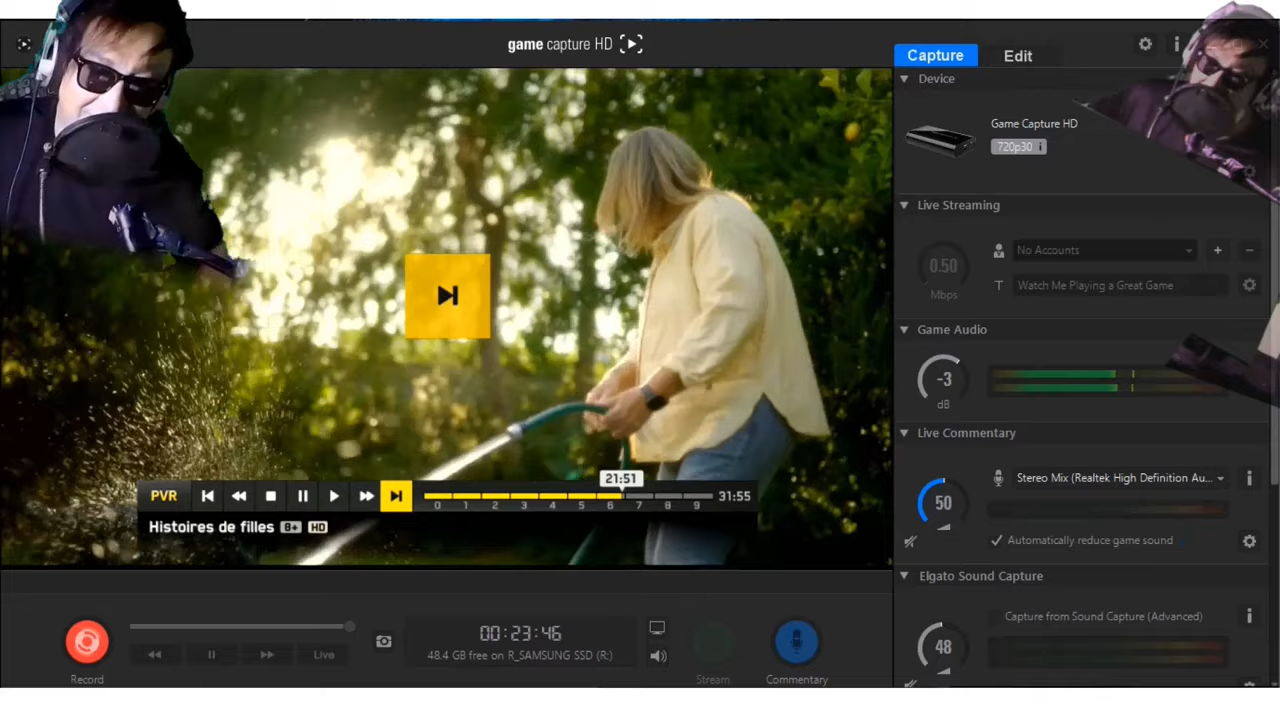 game capture HD
Capture
Edit
Device
Game Capture HD
720p30 i
Live Streaming
0.50
Mbps
No Accounts
T Watch Me Playing a Great Game
Game Audio
-3
dB
Live Commentary
50
Stereo Mix (Realtek High Definition Au...
Automatically reduce game sound
Elgato Sound Capture
Capture from Sound Capture (Advanced)
48
21:51
PVR
31:55
0 1 2 3 4 5 6 7 8 9
Histoires de filles 8+ HD
Record
Live
00:23:46
48.4 GB free on R_SAMSUNG SSD (R:)
Stream
Commentary